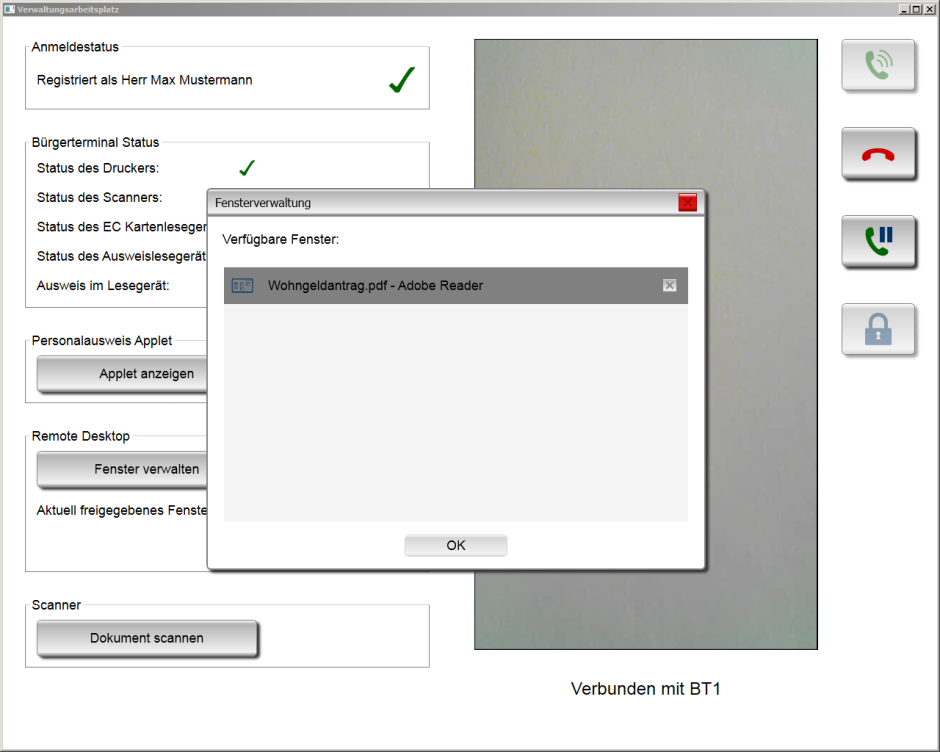 Verwaltungsarbeitsplatz
Anmeldestatus
Registriert als Herr Max Mustermann
Bürgerterminal Status
Status des Druckers:
Status des Scanners:
Status des EC Kartenleseger
Status des Ausweislesegerät
Ausweis im Lesegerät:
Personalausweis Applet
Applet anzeigen
Remote Desktop
Fenster verwalten
Aktuell freigegebenes Fenste
Scanner
Dokument scannen
Fensterverwaltung
Verfügbare Fenster:
Wohngeldantrag.pdf - Adobe Reader
OK
Verbunden mit BT1